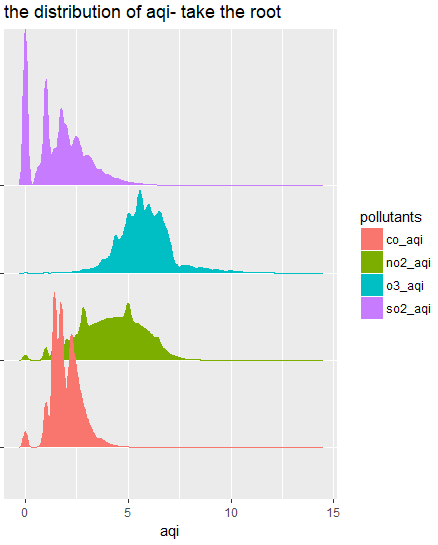 the distribution of aqi- take the root
pollutants
co_aqi
no2_aqi
o3_aqi
so2_aqi
0 5 10 15
aqi